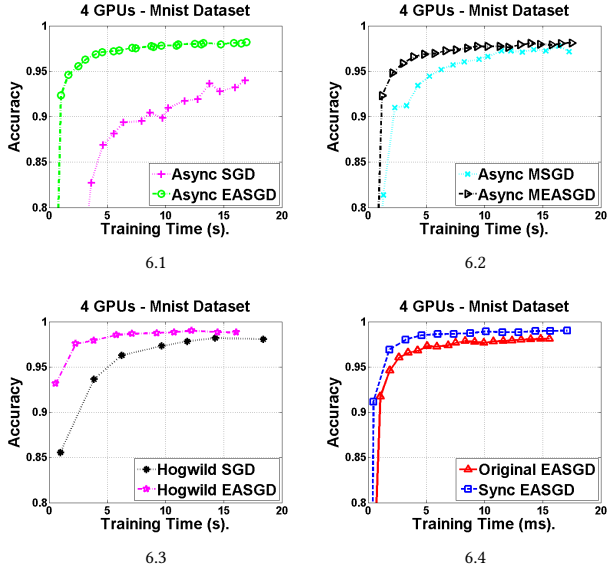 4 GPUs - Mnist Dataset
1
0.95
0.9
0.85
0.8
Accuracy
Async SGD
Async EASGD
0 5 10 15 20
Training Time (s).
6.1
4 GPUs - Mnist Dataset
1
0.95
0.9
0.85
0.8
Accuracy
Async MSGD
Async MEASGD
0 5 10 15 20
Training Time (s).
6.2
4 GPUs - Mnist Dataset
1
0.95
0.9
0.85
0.8
Accuracy
Hogwild SGD
Hogwild EASGD
0 5 10 15 20
Training Time (s).
6.3
4 GPUs - Mnist Dataset
1
0.95
0.9
0.85
0.8
Accuracy
Original EASGD
Sync EASGD
0 5 10 15 20
Training Time (ms).
6.4